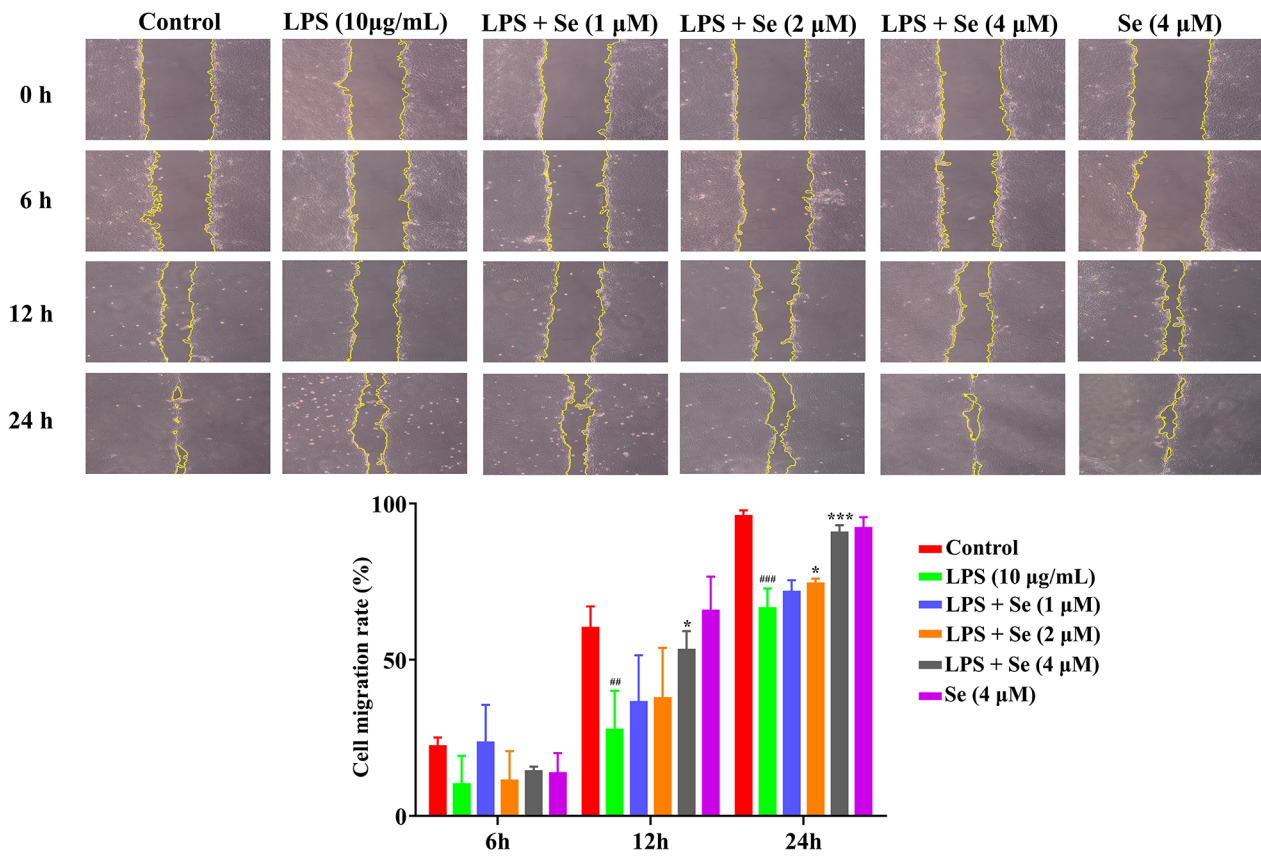 Control
LPS (10μg/mL)
LPS + Se (1 μM)
LPS + Se (2 μM)
LPS + Se (4 μM)
Se (4 μM)
0 h
6 h
12 h
24 h
Cell migration rate (%)
100
50
0
##
*
###
*
***
6h
12h
24h
Control
LPS (10 μg/mL)
LPS + Se (1 μM)
LPS + Se (2 μM)
LPS + Se (4 μM)
Se (4 μM)